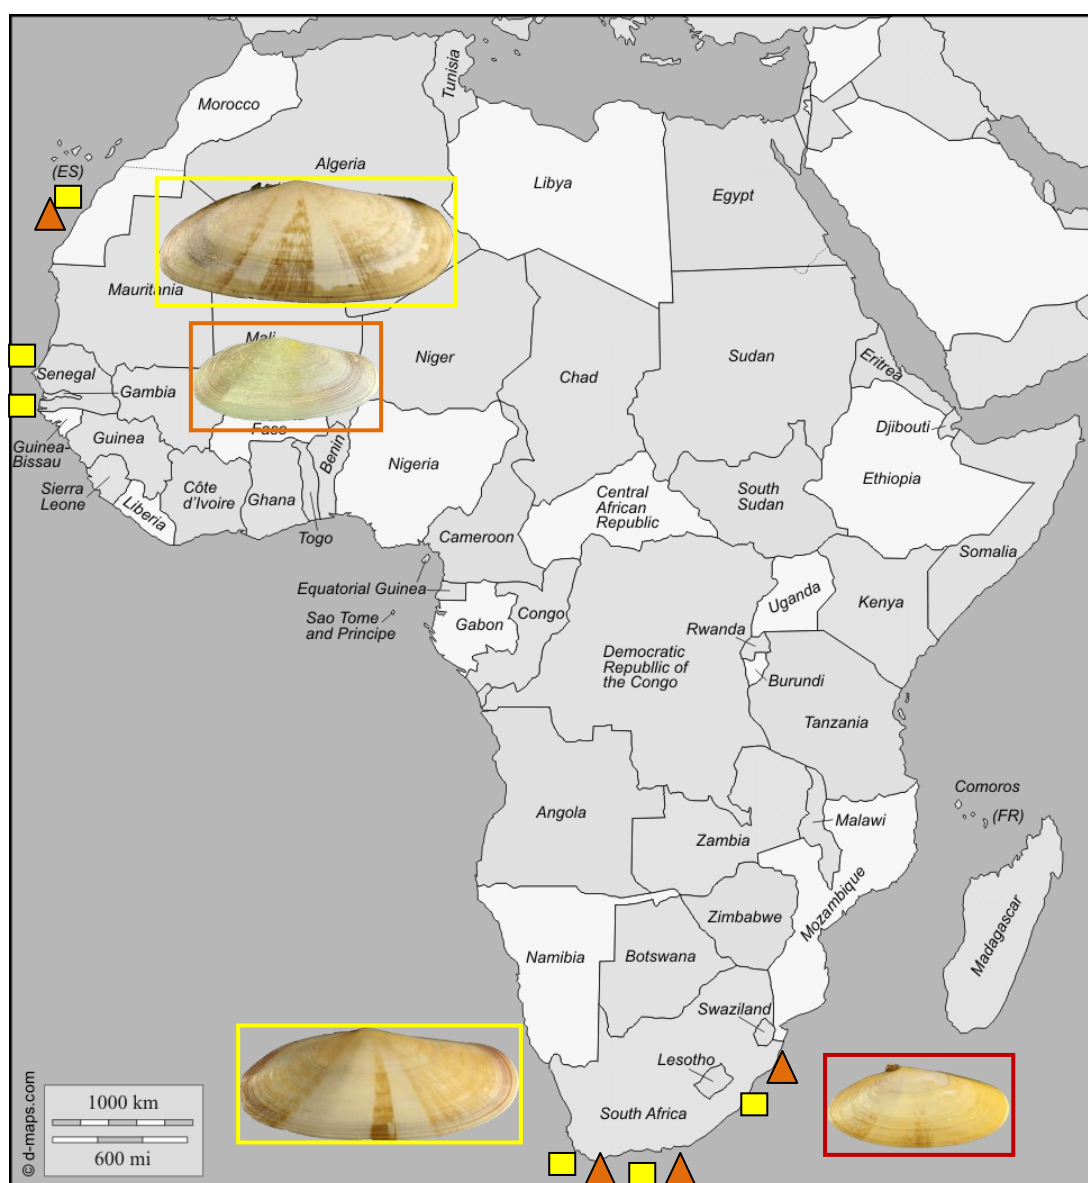 Tunisia
Morocco
(ES)
Algeria
Libya
Egypt
Mauritania
Mali
Niger
Chad
Sudan
Eritrea
Senegal
Gambia
Guinea-
Bissau
Guinea
Faso
Benin
Nigeria
Djibouti
Ethiopia
Sierra
Leone
Liberia
Côte
d'Ivoire
Ghana
Togo
Cameroon
Central
African
Republic
South
Sudan
Somalia
Equatorial Guinea
Sao Tome
and Principe
Gabon
Congo
Uganda
Kenya
Rwanda
Democratic
Republlic of
the Congo
Burundi
Tanzania
Comoros
(FR)
Angola
Zambia
Malawi
Mozambique
Zimbabwe
Madagascar
Namibia
Botswana
Swaziland
Lesotho
South Africa
1000 km
600 mi
© d-maps.com